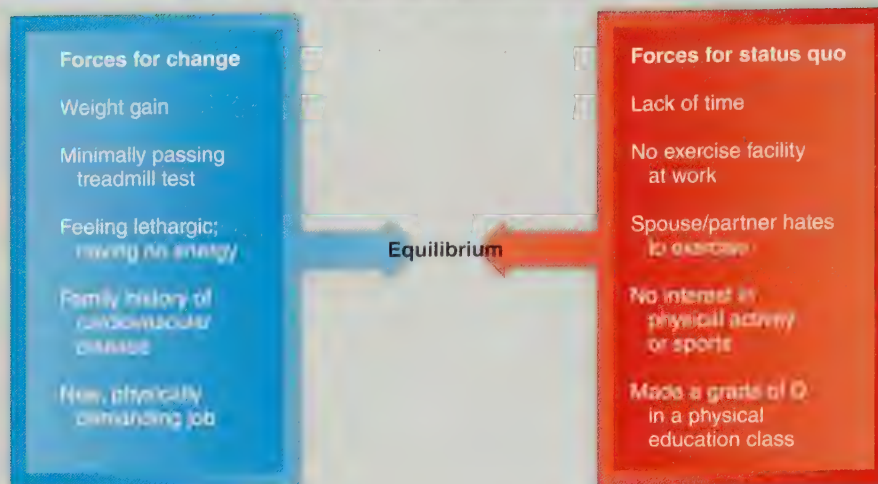 Forces for change
Weight gain
Minimally passing
treadmill test
Feeling lethargic;
having no energy
Family history of
cardiovascular
disease
New, physically
demanding job
Equilibrium
Forces for status quo
Lack of time
No exercise facility
at work
Spouse/partner hates
to exercise
No interest in
physical activity
or sports
Made a grade of D
in a physical
education class